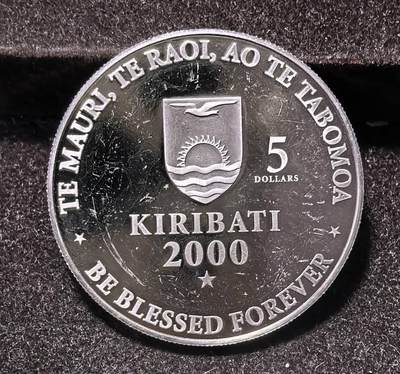 TE MAURI, TE RAOI, AO TE TABOMOA
5
DOLLARS
KIRIBATI
2000
BE BLESSED FOREVER